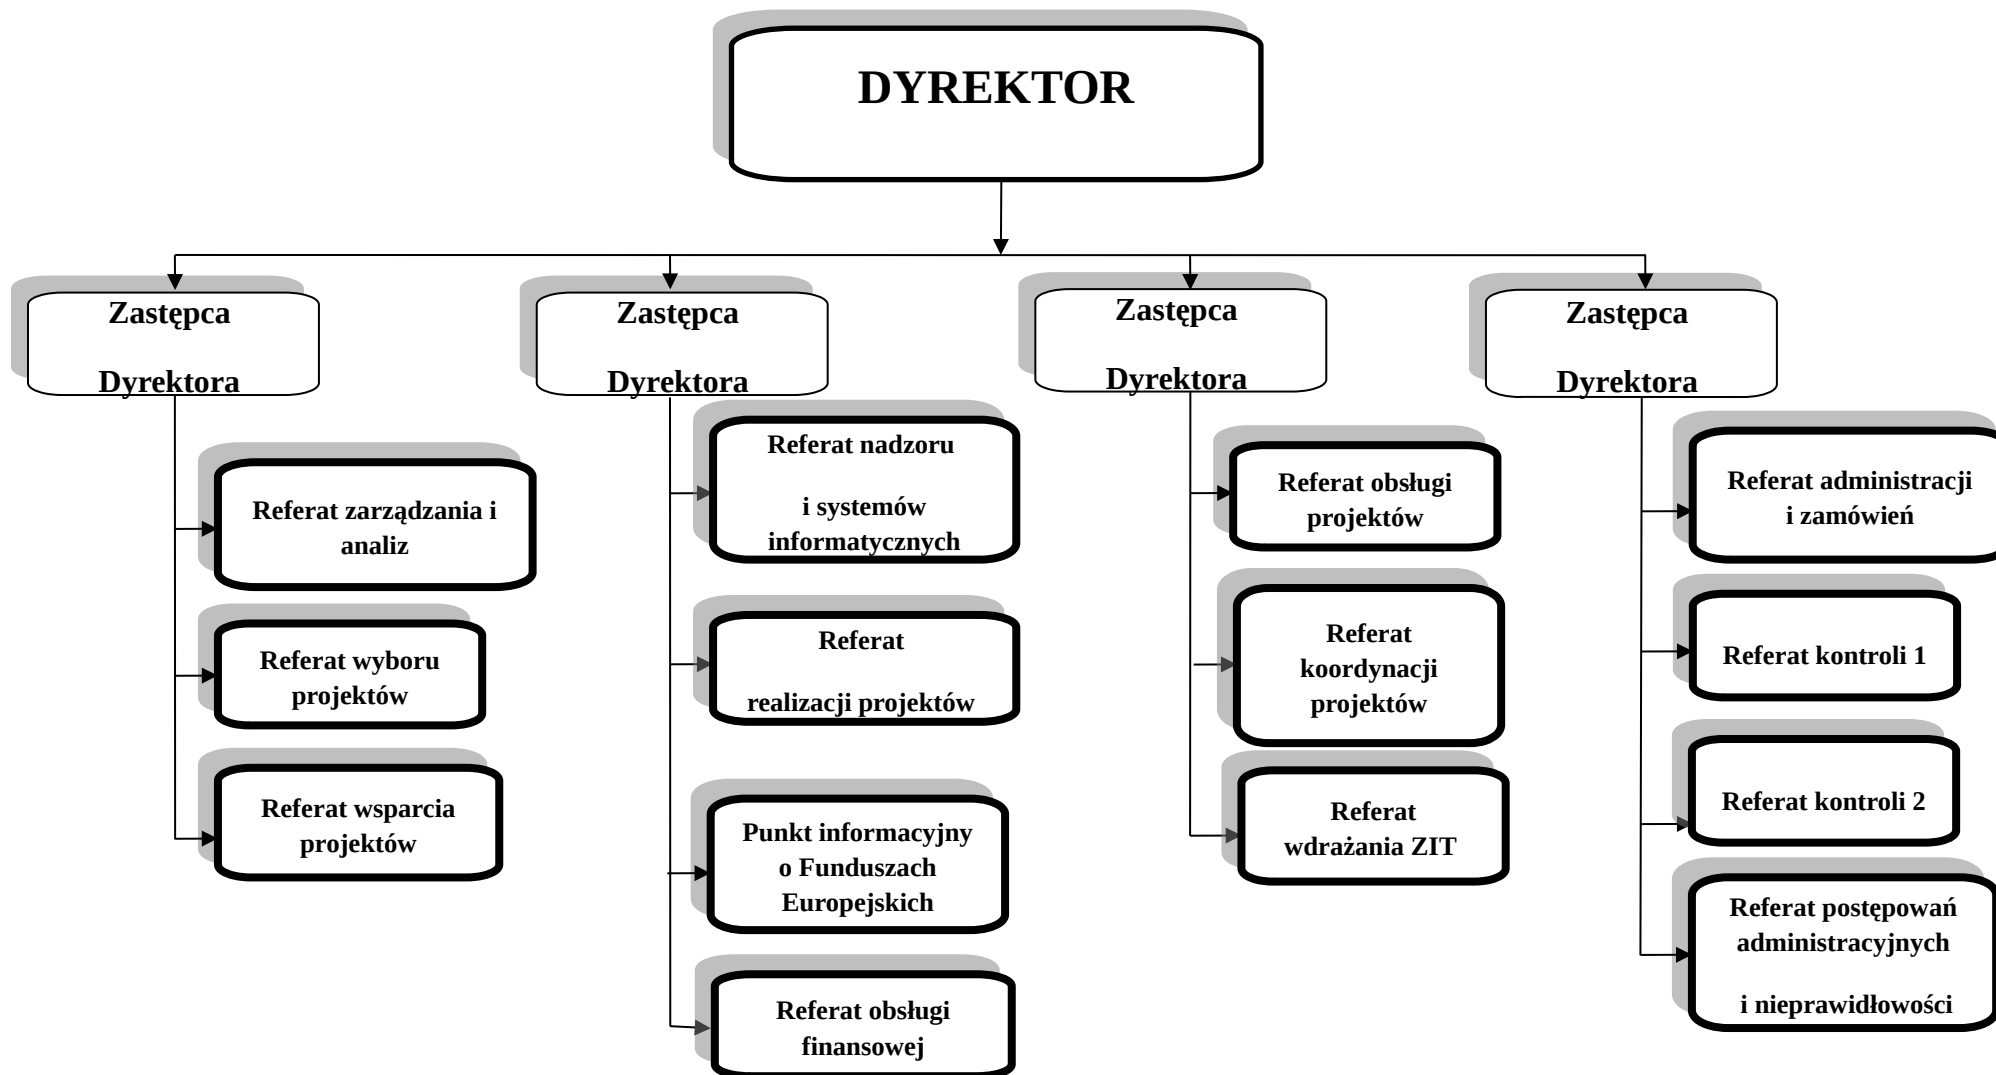 DYREKTOR
Zastępca
Dyrektora
Zastępca
Dyrektora
Zastępca
Dyrektora
Zastępca
Dyrektora
Referat zarządzania i
analiz
Referat wyboru
projektów
Referat wsparcia
projektów
Referat nadzoru
i systemów
informatycznych
Referat
realizacji projektów
Punkt informacyjny
o Funduszach
Europejskich
Referat obsługi
finansowej
Referat obsługi
projektów
Referat
koordynacji
projektów
Referat
wdrażania ZIT
Referat administracji
i zamówień
Referat kontroli 1
Referat kontroli 2
Referat postępowań
administracyjnych
i nieprawidłowości